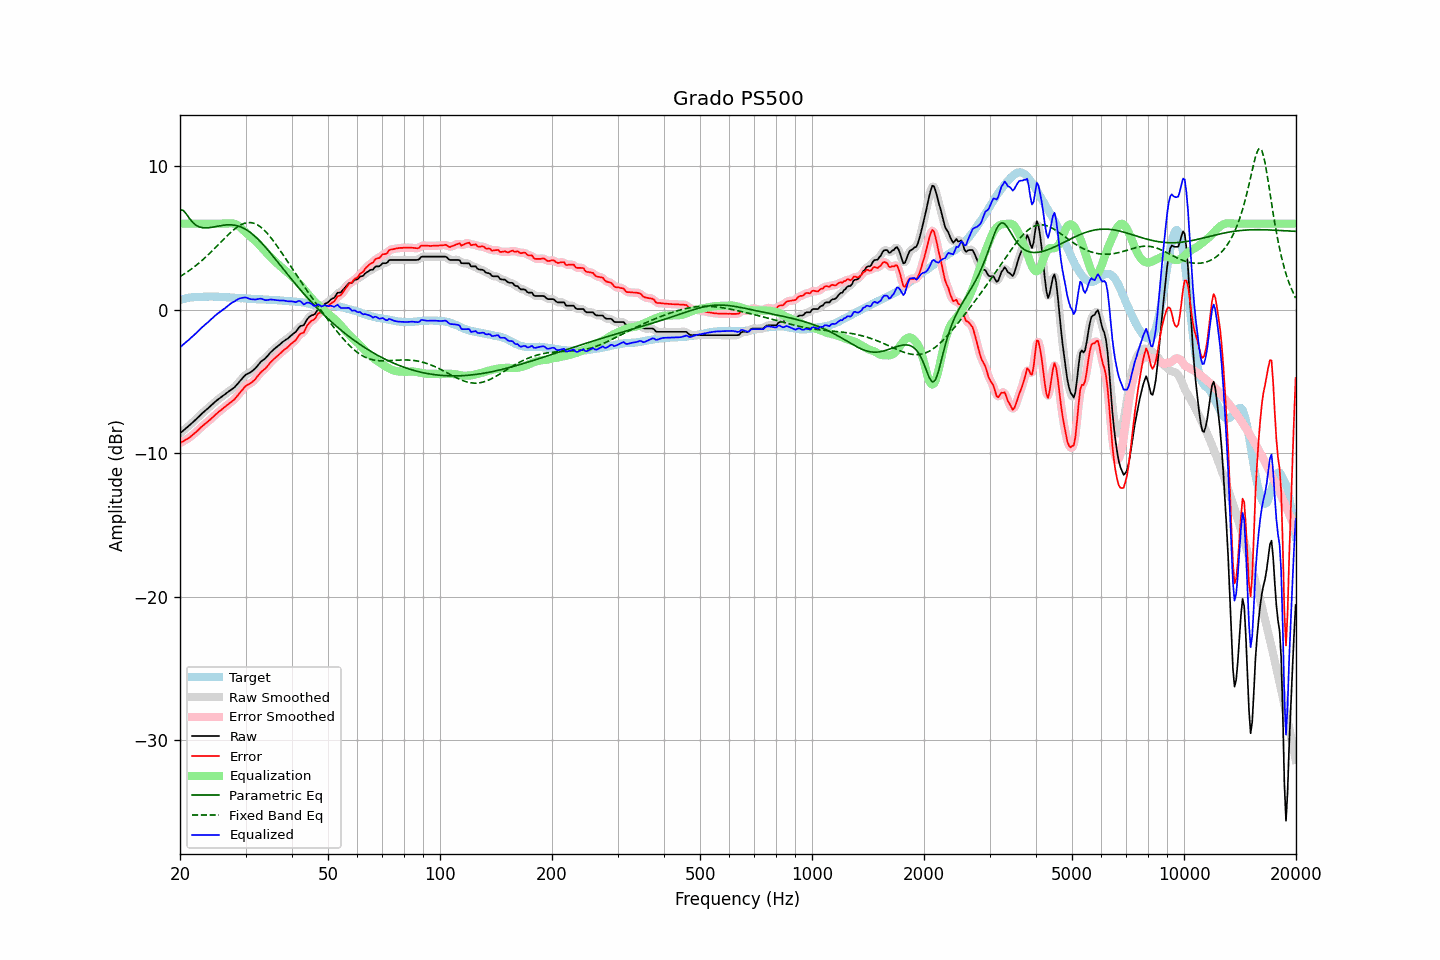 Grado PS500
Amplitude (dBr)
10
0
−10
−20
−30
Target
Raw Smoothed
Error Smoothed
Raw
Error
Equalization
Parametric Eq
Fixed Band Eq
Equalized
20 50 100 200 500 1000 2000 5000 10000 20000
Frequency (Hz)